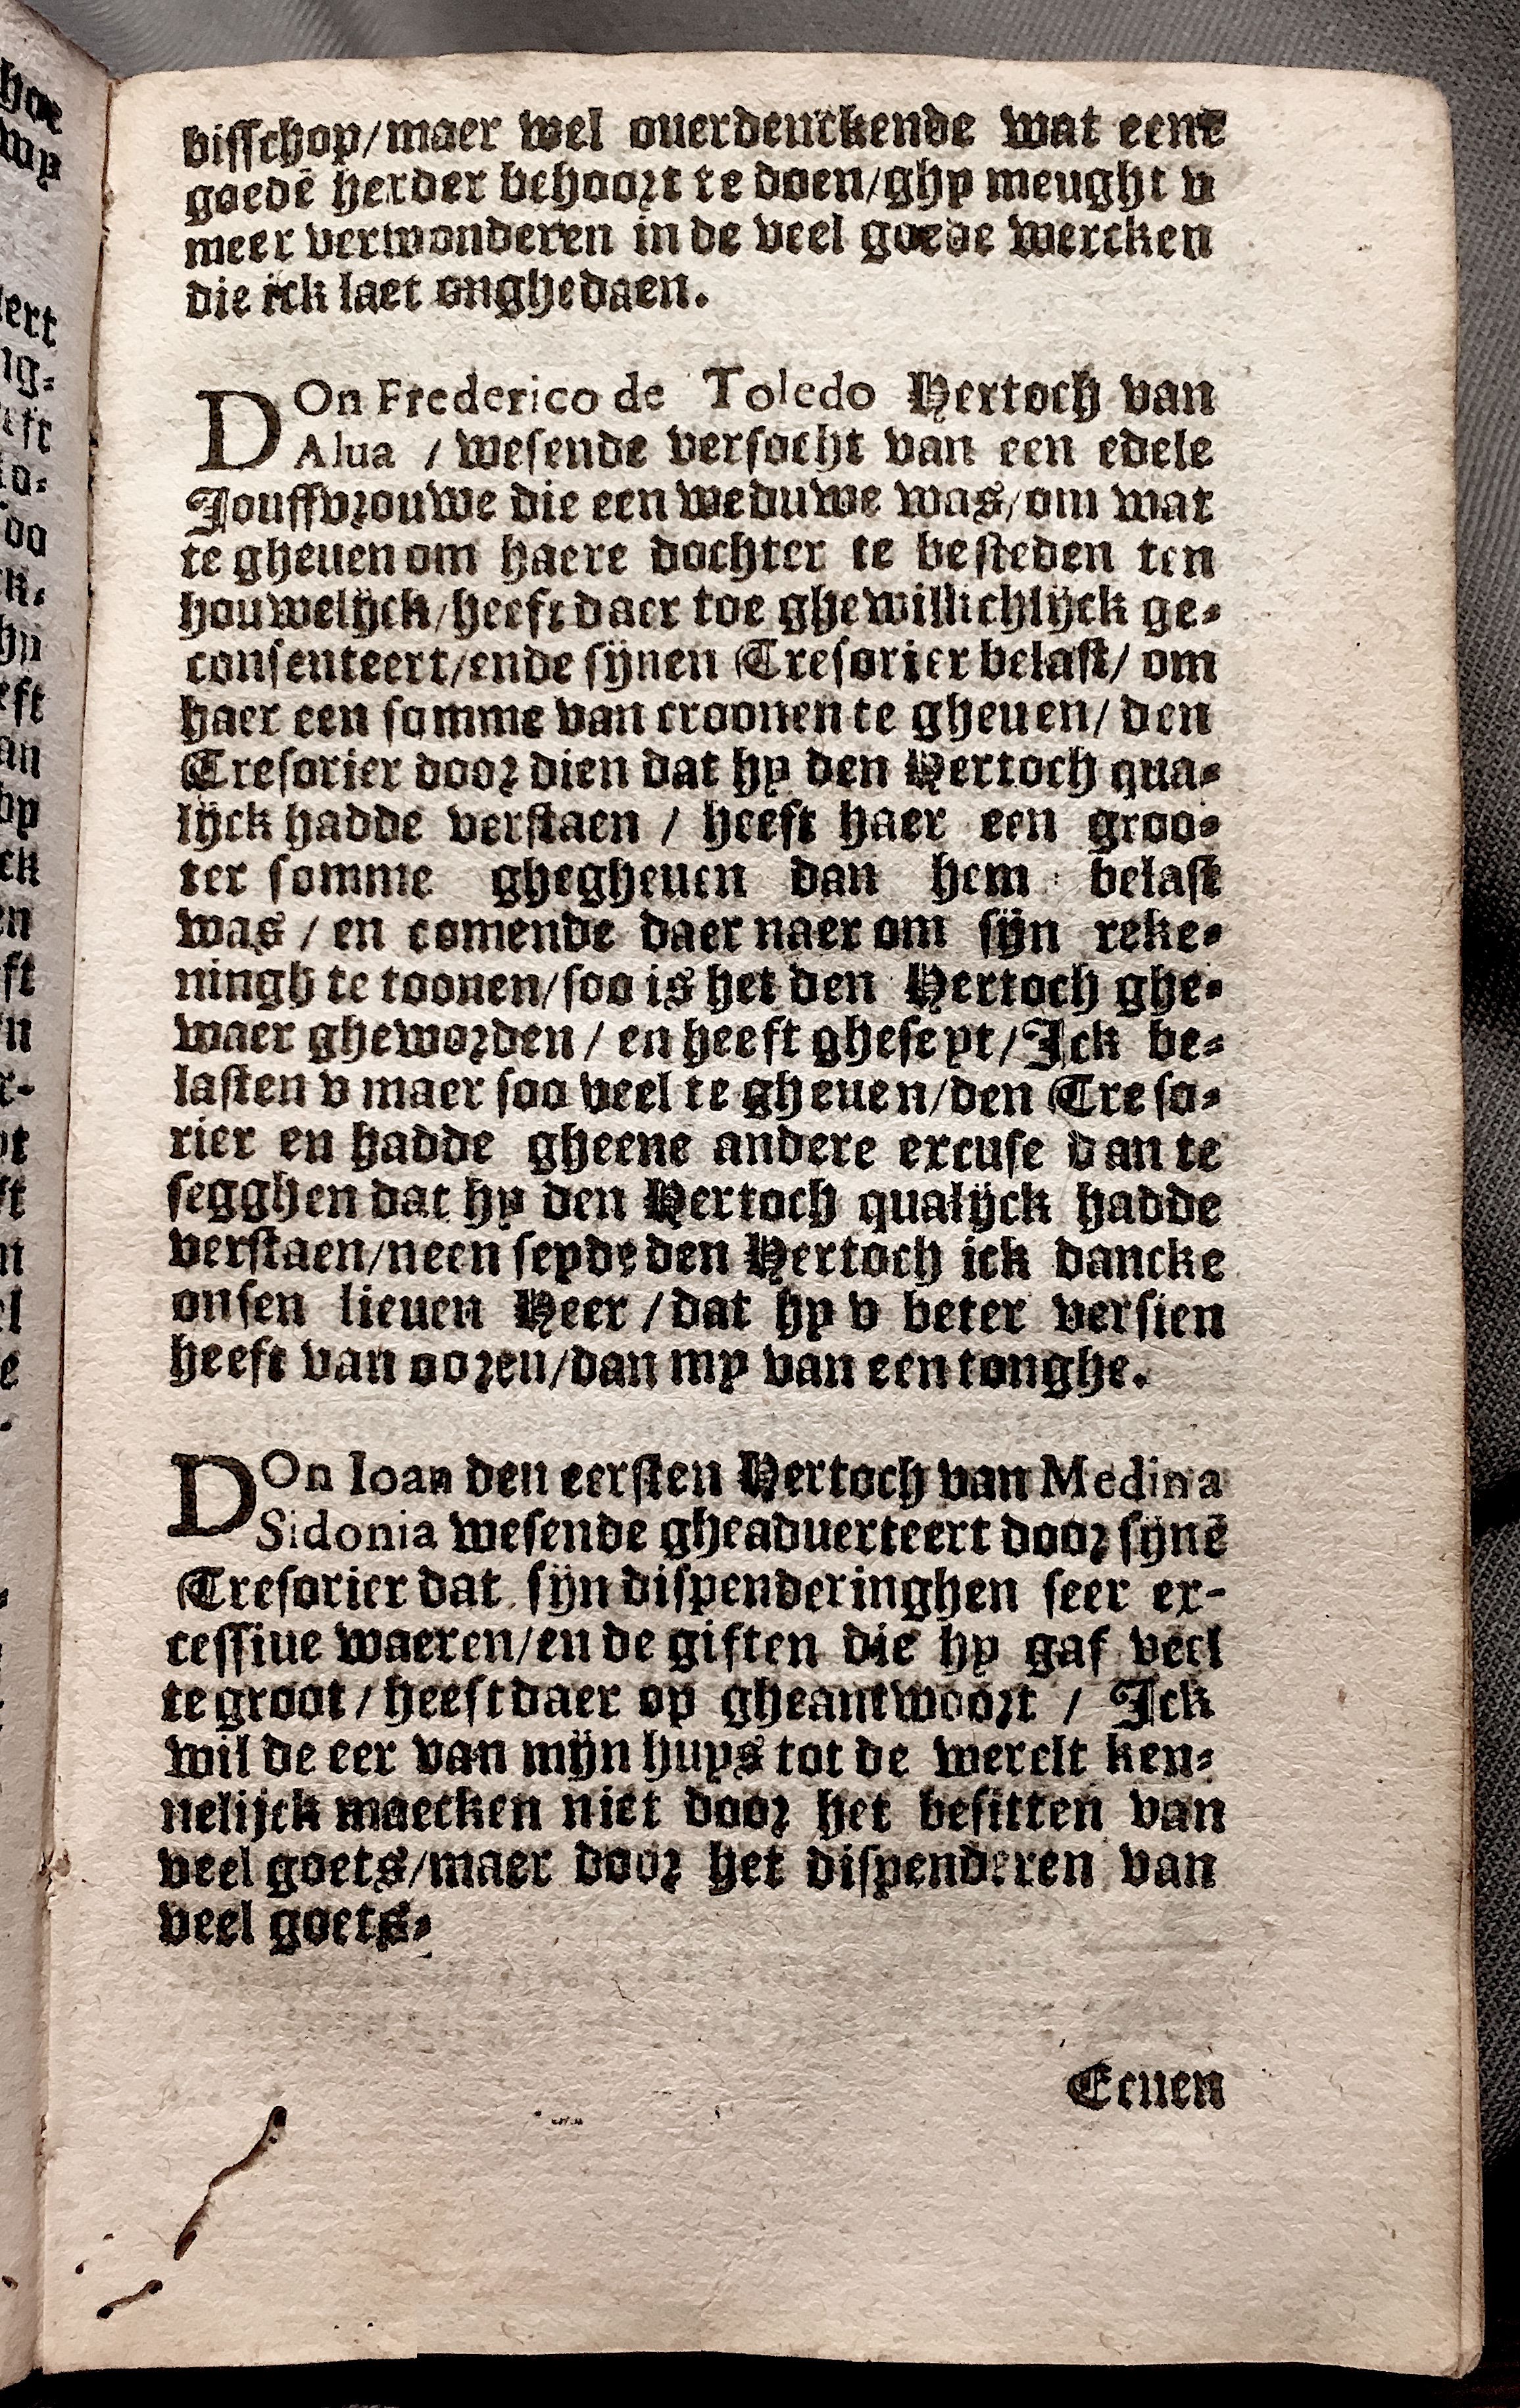 bisschop/maer wel ouerdenckende wat eenē
goedē herder behoort te doen/ghy meught v
meer verwonderen in de veel goede wercken
die ick laet onghedaen.
DOn Frederico de Toledo Hertoch van
Alua / wesende versocht van een edele
Jouffvrouwe die een weduwe was/om wat
te gheuen om haere dochter te besteden ten
houwelijck/heeft daer toe ghewillichlijck ge-
consenteert/ende sijnen Tresorier belast/ om
haer een somme van croonen te gheuen/ den
Tresorier door dien dat hy den Hertoch qua-
lijck hadde verstaen / heeft haer een groo-
ter somme ghegheuen dan hem belast
was / en comende daer naer om sijn reke-
ningh te toonen/soo is het den Hertoch ghe-
waer gheworden / en heeft gheseyt/Ick be-
lasten v maer soo veel te gheuen/den Treso-
rier en hadde gheene andere excuse dan te
segghen dat hy den Hertoch qualijck hadde
verstaen/neen seyde den Hertoch ick dancke
onsen lieuen Heer / dat hy v beter versien
heeft van ooren/dan my van een tonghe.
DOn Ioan den eersten Hertoch van Medina
Sidonia wesende gheaduerteert door sijnē
Tresorier dat sijn dispenderinghen seer ex-
cessiue waeren/en de giften die hy gaf veel
te groot / heeft daer op gheantwoort / Ick
wil de eer van mijn huys tot de werelt ken-
nelijck maecken niet door het besitten van
veel goets/maer door het dispenderen van
veel goets.
Eenen